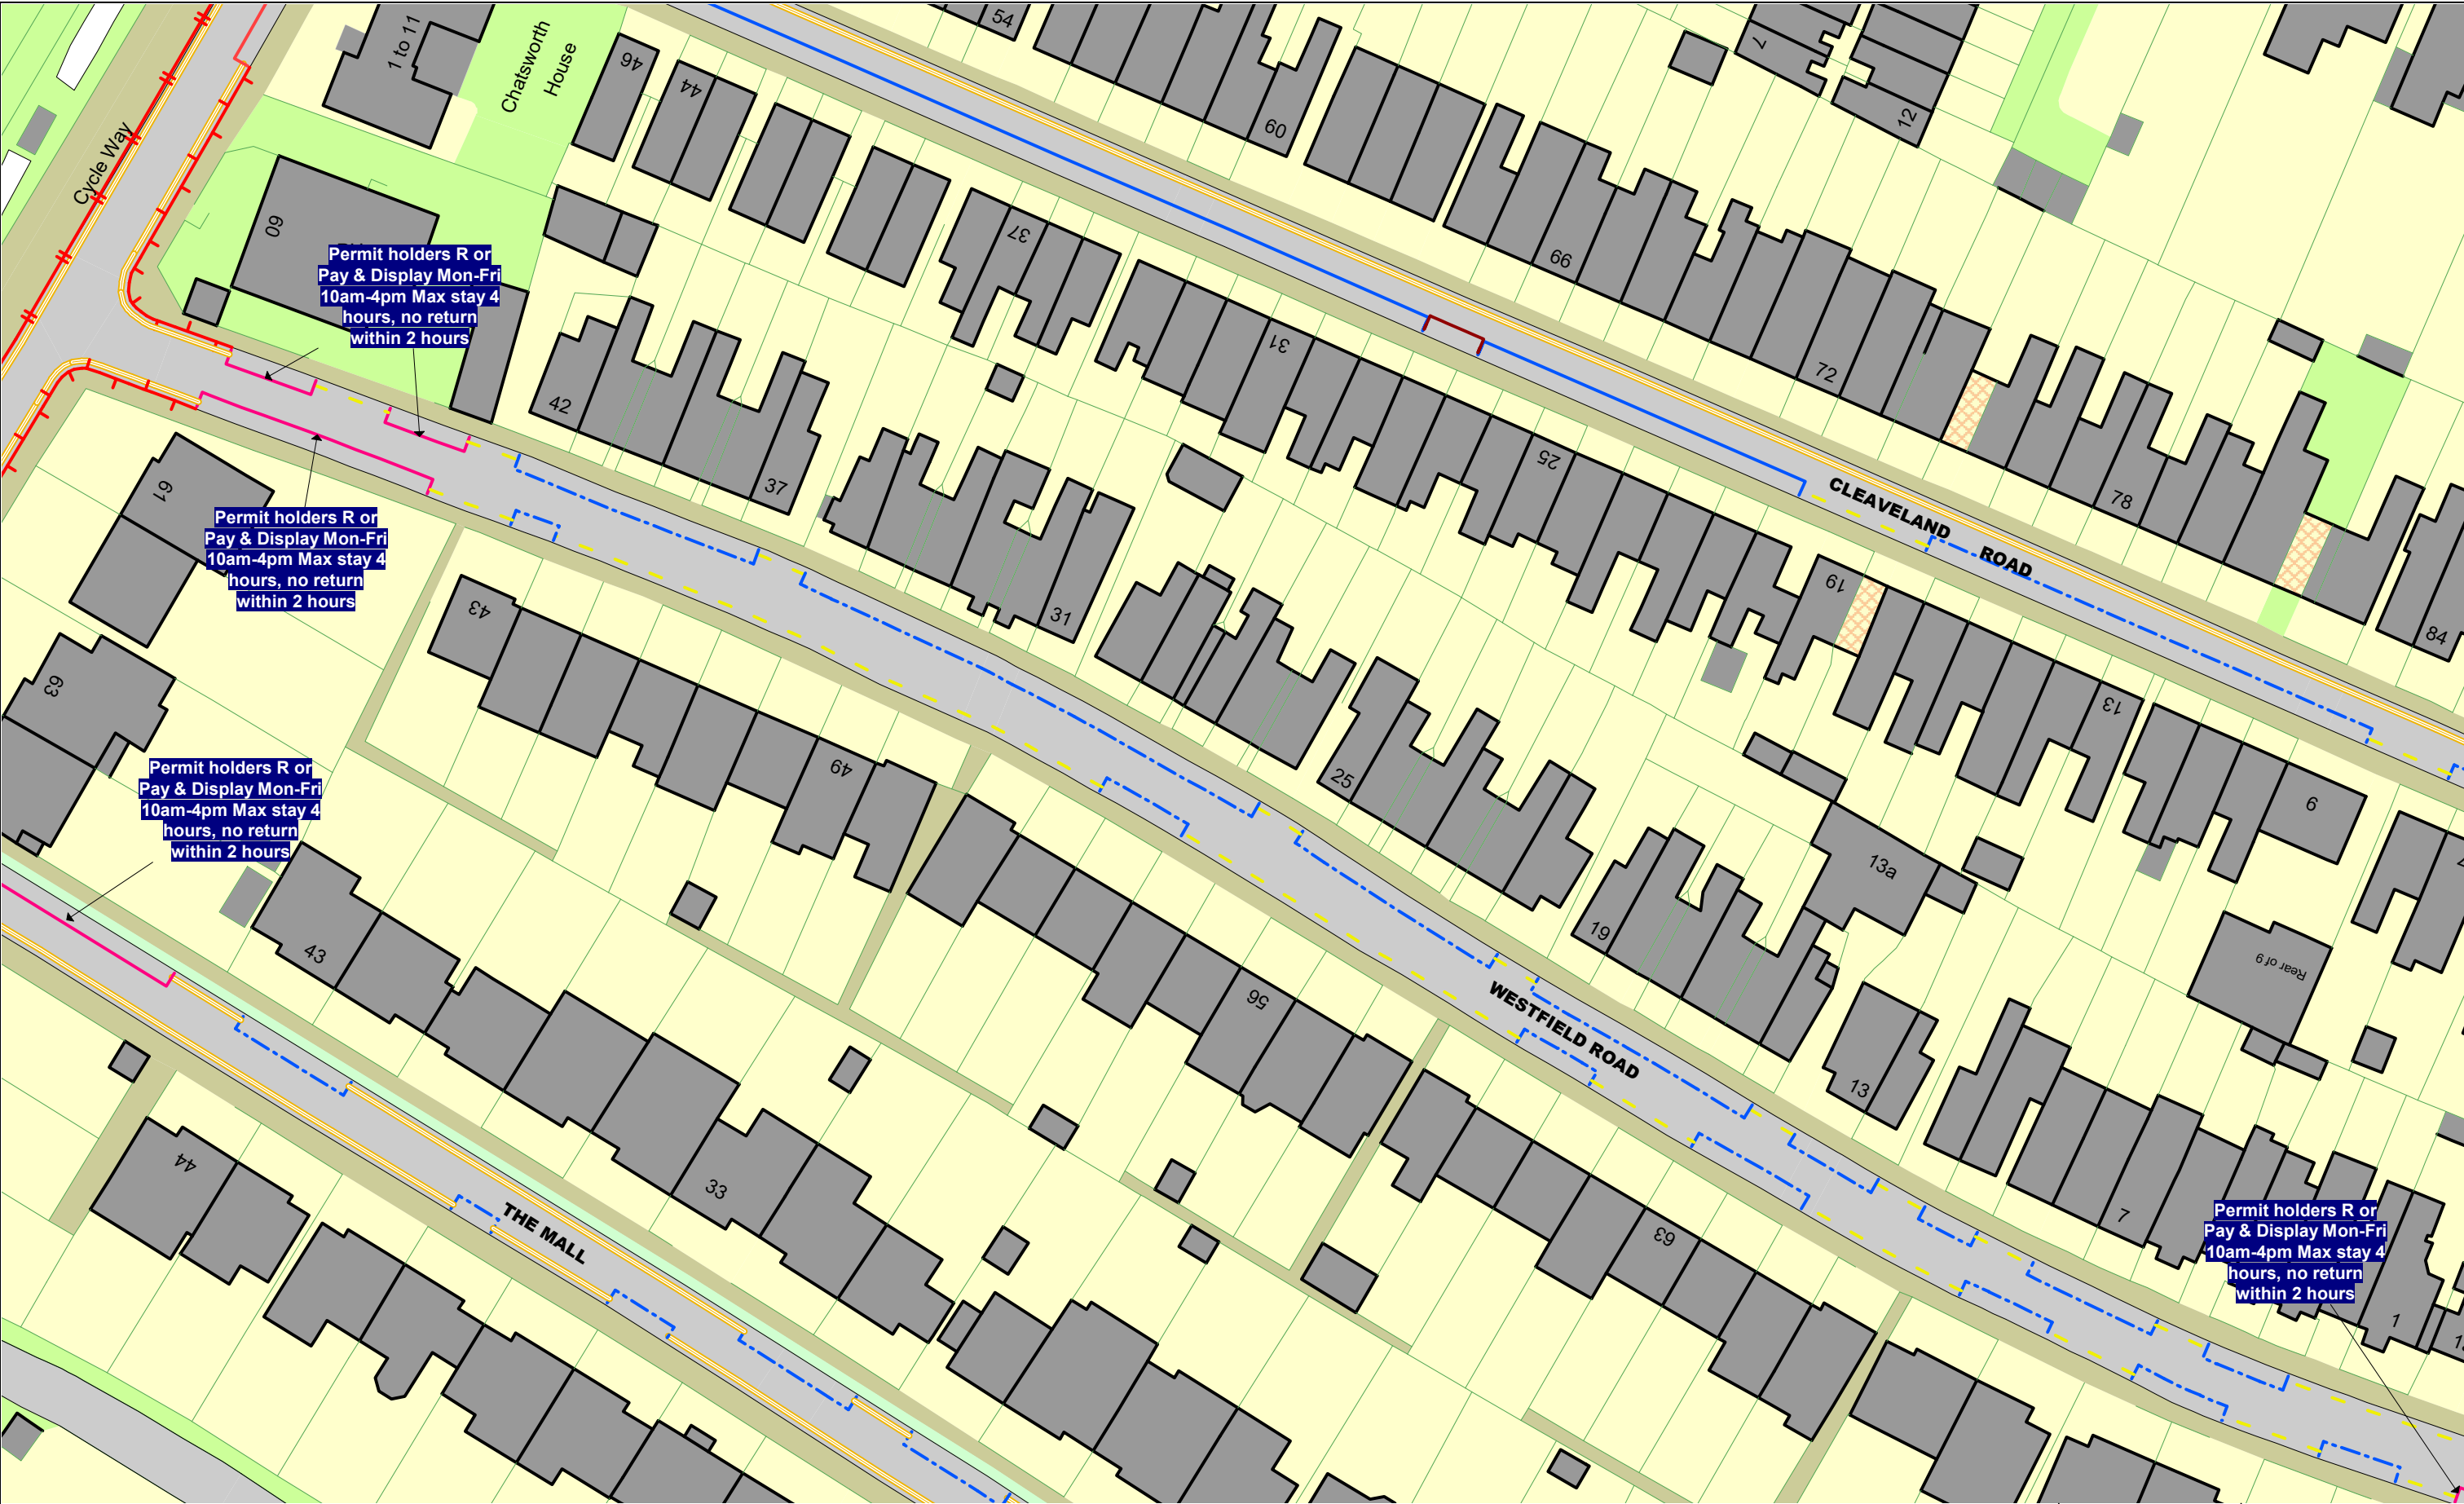 54
1 to 11
Chatsworth
House
46
44
7
12
60
Cycle Way
60
37
66
Permit holders R or
Pay & Display Mon-Fri
10am-4pm Max stay 4
hours, no return
within 2 hours
31
72
42
37
25
78
CLEAVELAND ROAD
61
Permit holders R or
Pay & Display Mon-Fri
10am-4pm Max stay 4
hours, no return
within 2 hours
43
31
19
84
63
13
49
25
9
Permit holders R or
Pay & Display Mon-Fri
10am-4pm Max stay 4
hours, no return
within 2 hours
13a
43
19
Rear of 9
56
WESTFIELD ROAD
13
44
33
THE MALL
63
7
Permit holders R or
Pay & Display Mon-Fri
10am-4pm Max stay 4
hours, no return
within 2 hours
1